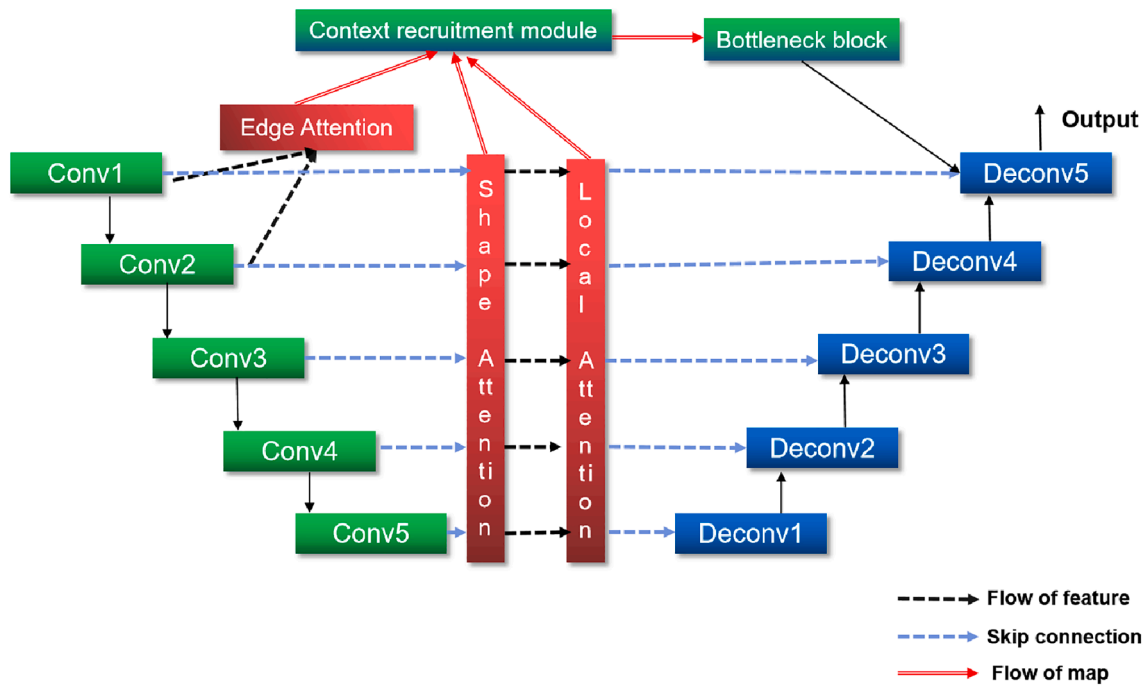 Context recruitment module
Bottleneck block
Edge Attention
Output
Conv1
Shape Attention
Local Attention
Deconv5
Conv2
Deconv4
Conv3
Deconv3
Conv4
Deconv2
Conv5
Deconv1
Flow of feature
Skip connection
Flow of map